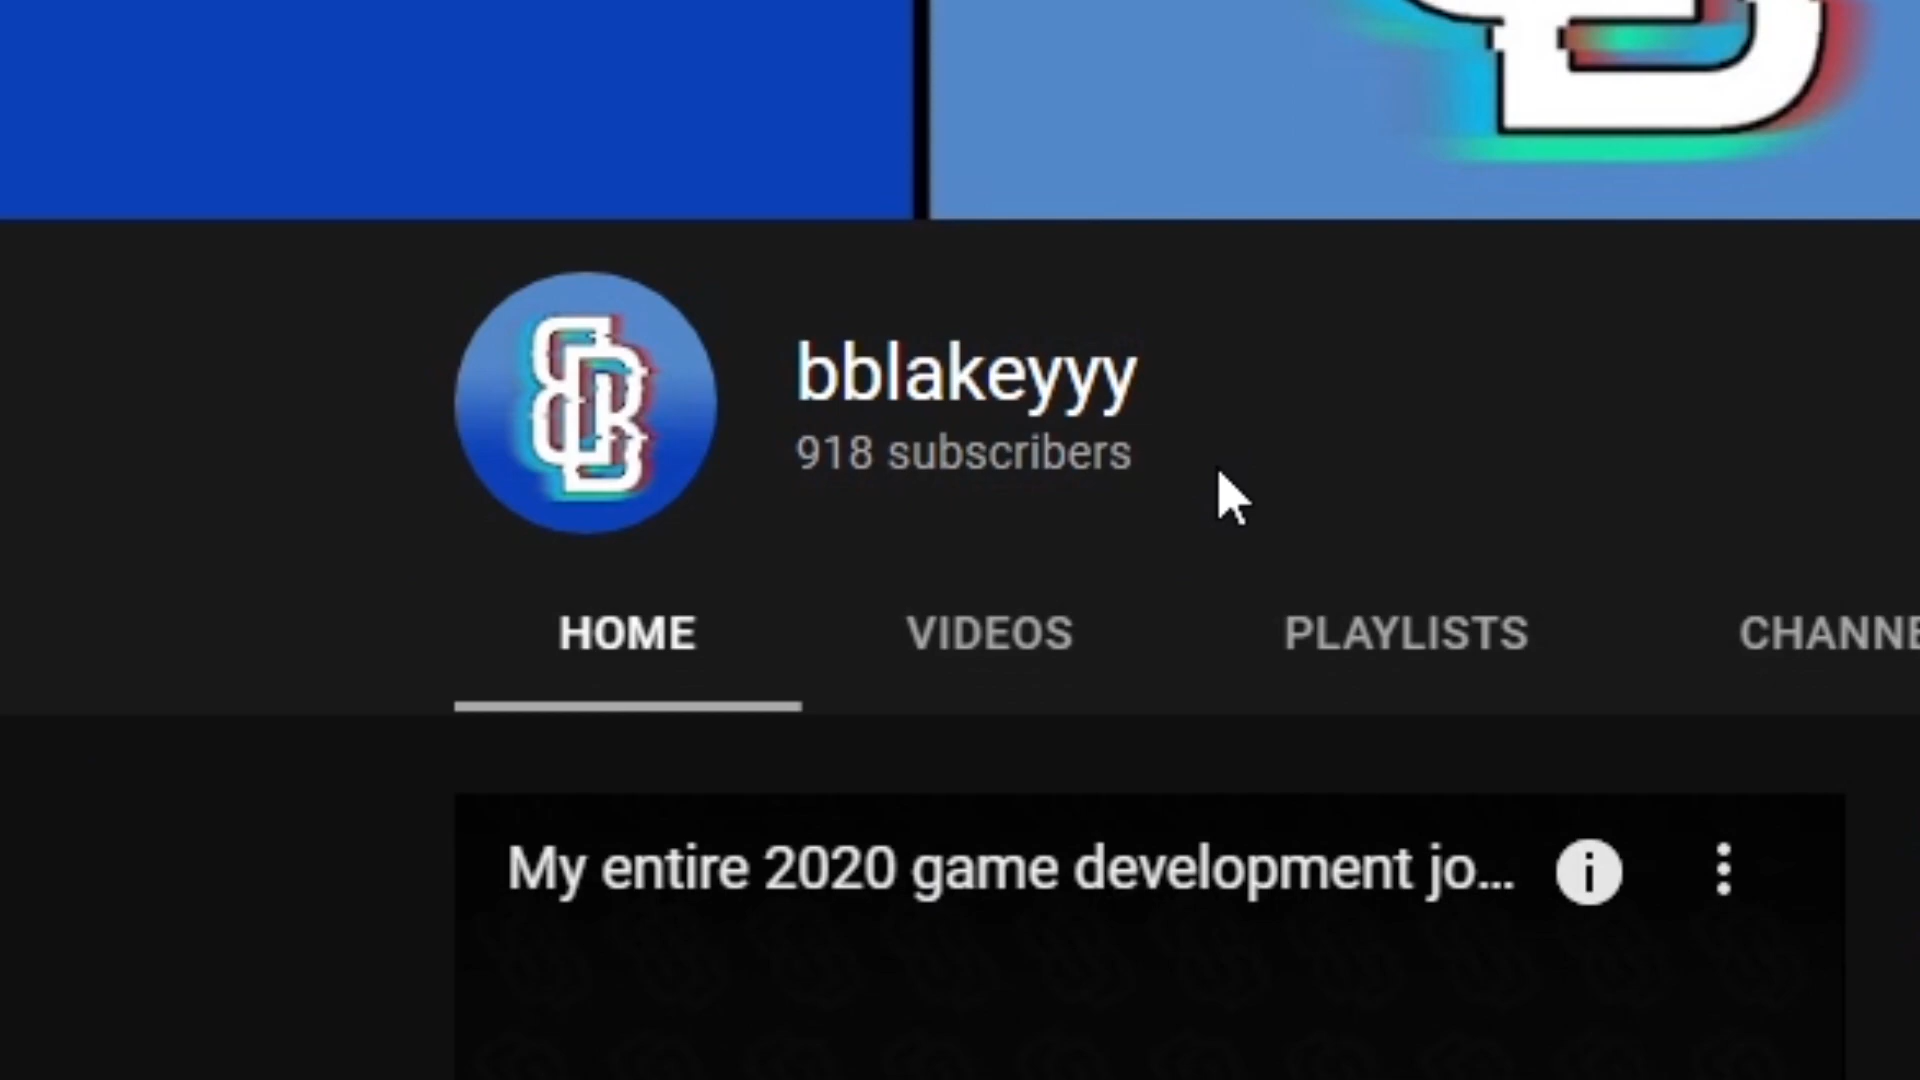 bblakeyyy
918 subscribers
HOME VIDEOS PLAYLISTS CHANNE
My entire 2020 game development jo...